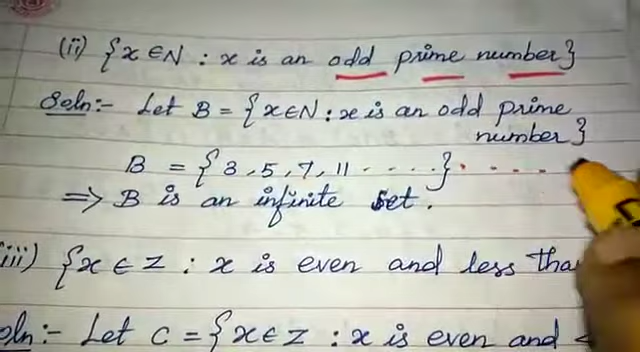 (ii) {x ∈ N : x is an odd prime number}
Soln:- Let B = {x ∈ N : x is an odd prime
number}
B = {3, 5, 7, 11 . . . . .} . . . . .
⇒ B is an infinite set.
(iii) {x ∈ Z : x is even and less
Soln:- Let C = {x ∈ Z : x is even and <